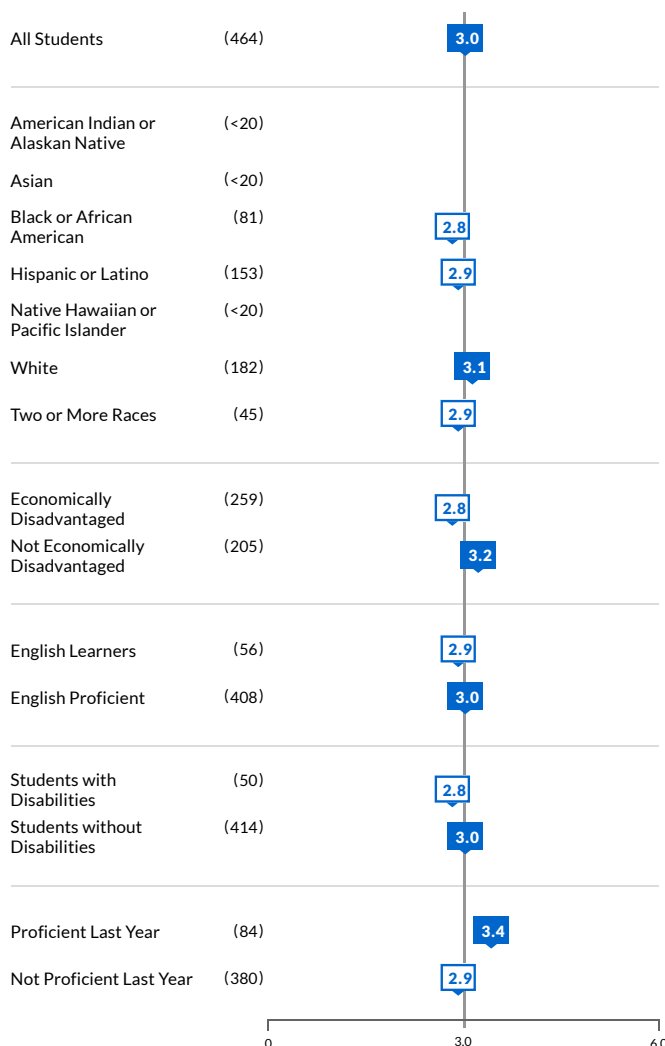 All Students (464) 3.0
American Indian or (<20)
Alaskan Native
Asian (<20)
Black or African (81) 2.8
American
Hispanic or Latino (153) 2.9
Native Hawaiian or (<20)
Pacific Islander
White (182) 3.1
Two or More Races (45) 2.9
Economically (259) 2.8
Disadvantaged
Not Economically (205) 3.2
Disadvantaged
English Learners (56) 2.9
English Proficient (408) 3.0
Students with (50) 2.8
Disabilities
Students without (414) 3.0
Disabilities
Proficient Last Year (84) 3.4
Not Proficient Last Year (380) 2.9
0 3.0 6.0